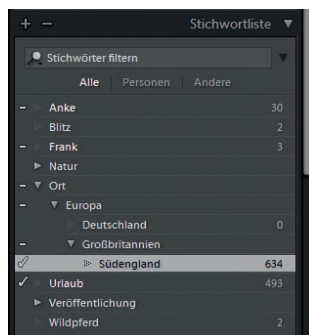 Stichwortliste
Stichwörter filtern
Alle | Personen | Andere
Anke 30
Blitz 2
Frank 3
Natur
Ort
Europa
Deutschland 0
Großbritannien
Südengland 634
Urlaub 493
Veröffentlichung
Wildpferd 2